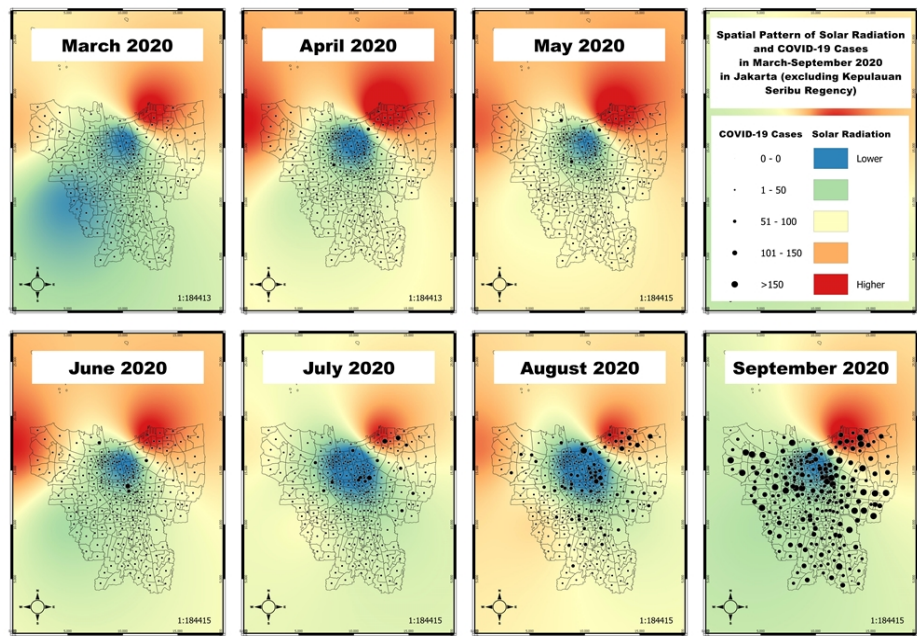 March 2020
1:184413
April 2020
1:184413
May 2020
1:184415
Spatial Pattern of Solar Radiation
and COVID-19 Cases
in March-September 2020
in Jakarta (excluding Kepulauan
Seribu Regency)
COVID-19 Cases Solar Radiation
0 - 0 Lower
1 - 50
51 - 100
101 - 150
>150 Higher
June 2020
1:184415
July 2020
1:184415
August 2020
1:184415
September 2020
1:184415